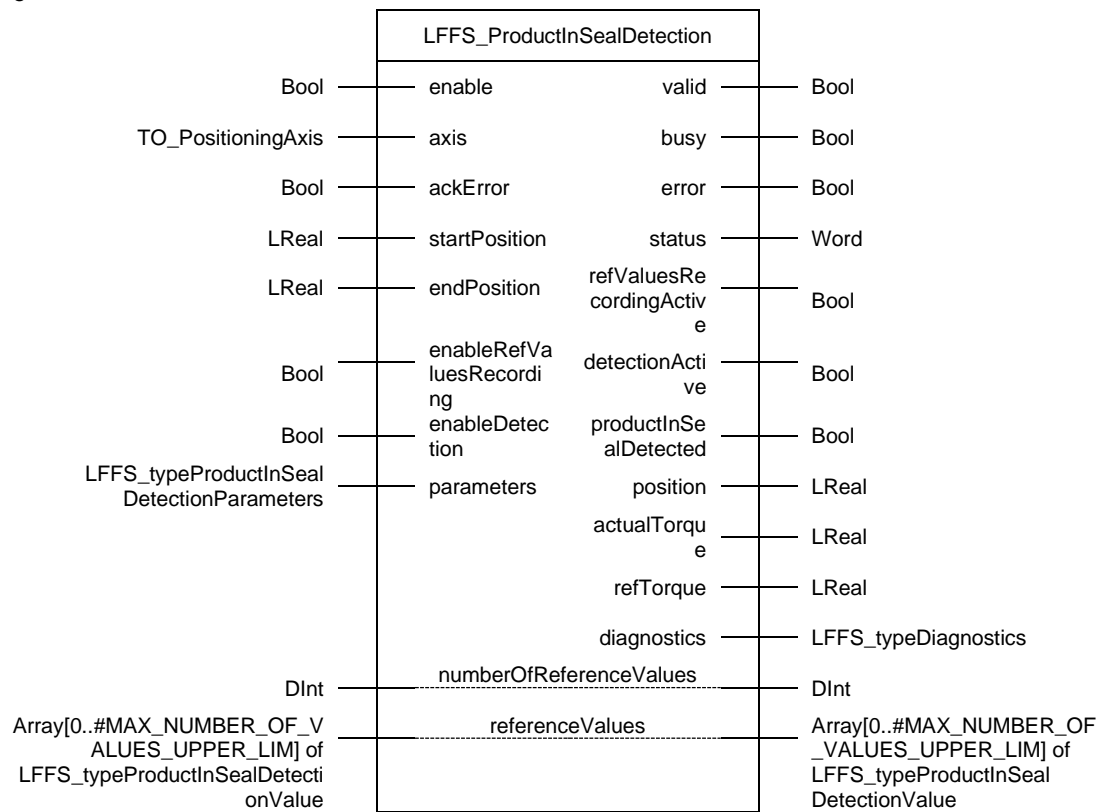 g
LFFS_ProductInSealDetection
Bool enable valid Bool
TO_PositioningAxis axis busy Bool
Bool ackError error Bool
LReal startPosition status Word
LReal endPosition refValuesRe
cordingActiv
e Bool
Bool enableRefVa
luesRecordi
ng detectionActi
ve Bool
Bool enableDetec
tion productInSe
alDetected Bool
LFFS_typeProductInSeal
DetectionParameters parameters position LReal
actualTorqu
e LReal
refTorque LReal
diagnostics LFFS_typeDiagnostics
DInt numberOfReferenceValues DInt
Array[0..#MAX_NUMBER_OF_V
ALUES_UPPER_LIM] of
LFFS_typeProductInSealDetecti
onValue
referenceValues
Array[0..#MAX_NUMBER_OF
_VALUES_UPPER_LIM] of
LFFS_typeProductInSeal
DetectionValue